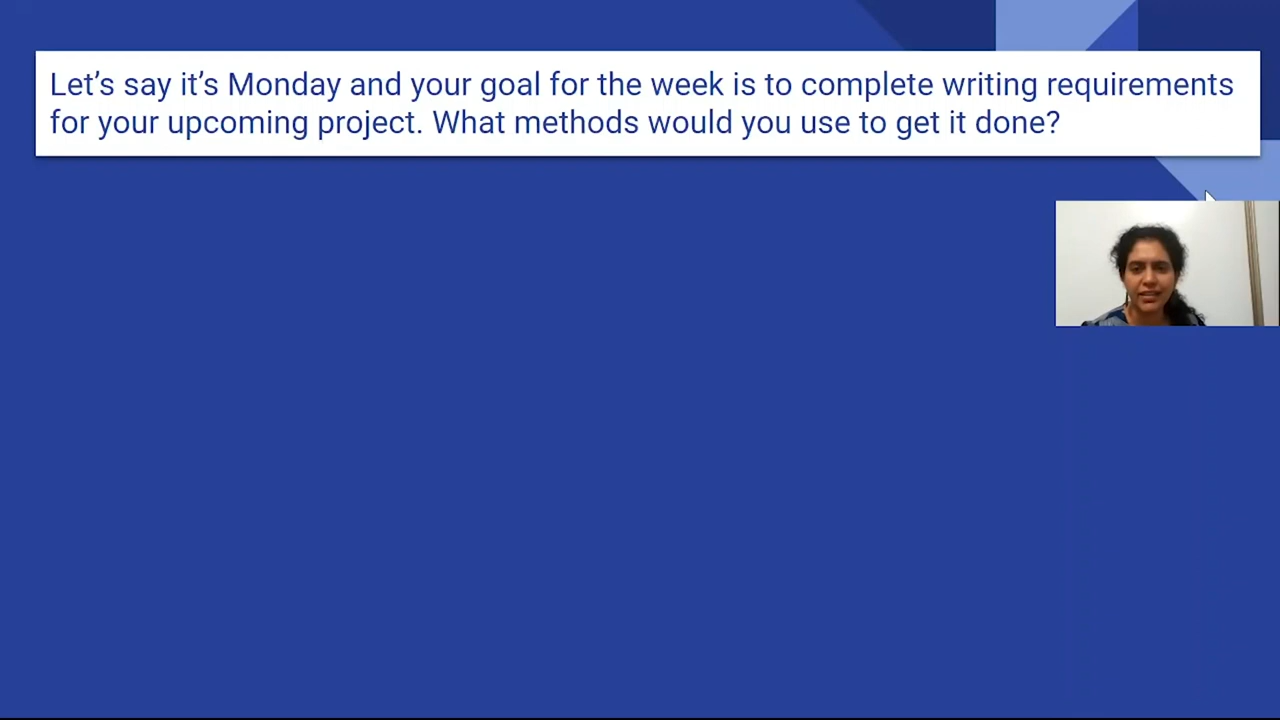 Let’s say it’s Monday and your goal for the week is to complete writing requirements
for your upcoming project. What methods would you use to get it done?